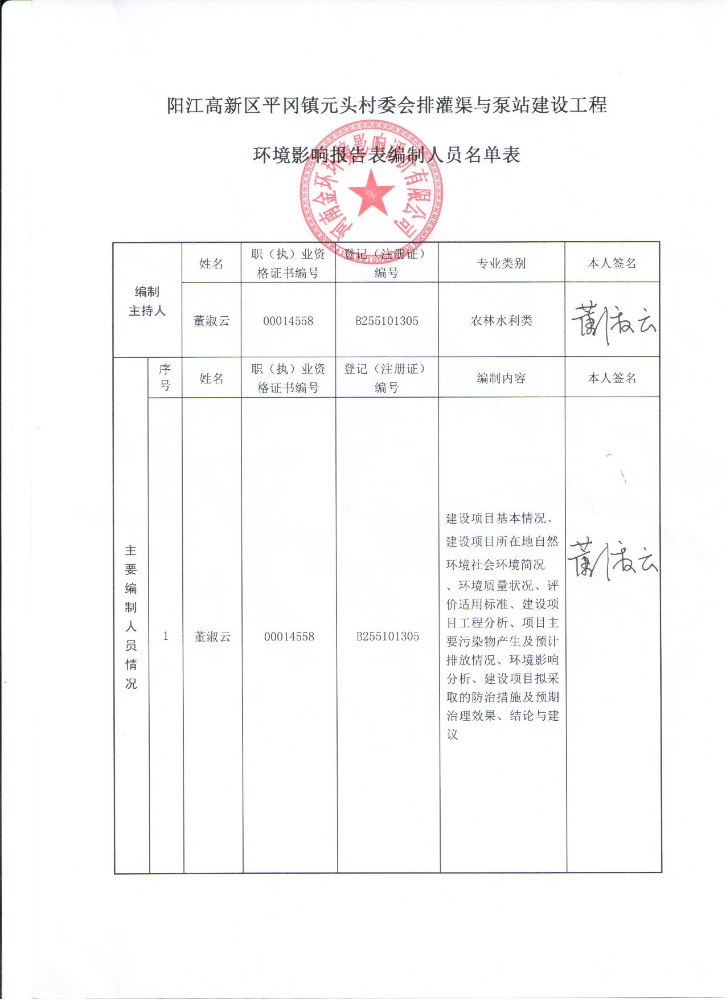 阳江高新区平冈镇元头村委会排灌渠与泵站建设工程
环境影响报告表编制人员名单表
河南金环环境影响评价有限公司
编制
主持人
姓名
职（执）业资
格证书编号
登记（注册证）
编号
专业类别
本人签名
董淑云
00014558
B255101305
农林水利类
董淑云
主要编制人员情况
序
号
姓名
职（执）业资
格证书编号
登记（注册证）
编号
编制内容
本人签名
1
董淑云
00014558
B255101305
建设项目基本情况、
建设项目所在地自然
环境社会环境简况
、环境质量状况、评
价适用标准、建设项
目工程分析、项目主
要污染物产生及预计
排放情况、环境影响
分析、建设项目拟采
取的防治措施及预期
治理效果、结论与建
议
董淑云